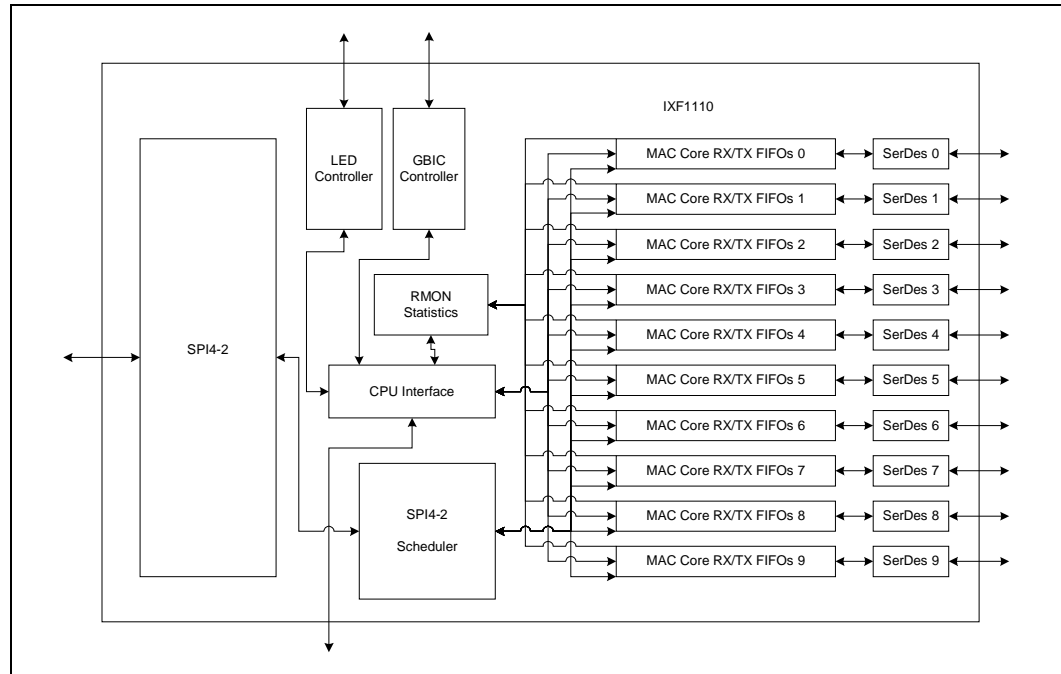 IXF1110
LED
Controller
GBIC
Controller
MAC Core RX/TX FIFOs 0
SerDes 0
MAC Core RX/TX FIFOs 1
SerDes 1
MAC Core RX/TX FIFOs 2
SerDes 2
MAC Core RX/TX FIFOs 3
SerDes 3
RMON
Statistics
MAC Core RX/TX FIFOs 4
SerDes 4
SPI4-2
CPU Interface
MAC Core RX/TX FIFOs 5
SerDes 5
MAC Core RX/TX FIFOs 6
SerDes 6
MAC Core RX/TX FIFOs 7
SerDes 7
SPI4-2
Scheduler
MAC Core RX/TX FIFOs 8
SerDes 8
MAC Core RX/TX FIFOs 9
SerDes 9